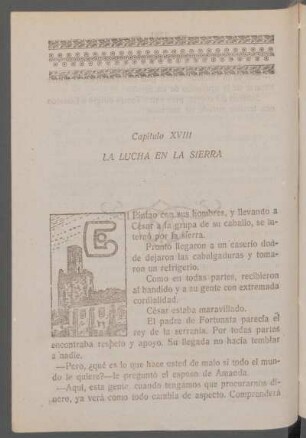 Capítulo XVIII
LA LUCHA EN LA SIERRA
E
l Pintao con sus hombres, y llevando a
César a la grupa de su caballo, se in-
ternó por la sierra.
Pronto llegaron a un caserío don-
de dejaron las cabalgaduras y toma-
ron un refrigerio.
Como en todas partes, recibieron
al bandido y a su gente con extremada
cordialidad.
César estaba maravillado.
El padre de Fortunata parecía el
rey de la serranía. Por todas partes
encontraba respeto y apoyo. Su llegada no hacía temblar
a nadie.
—Pero, ¿qué es lo que hace usted de malo si todo el mun-
do le quiere?—le preguntó el esposo de Amanda.
—Aquí, esta gente, cuando tengamos que procurarnos di-
nero, ya verá como todo cambia de aspecto. Comprenderá